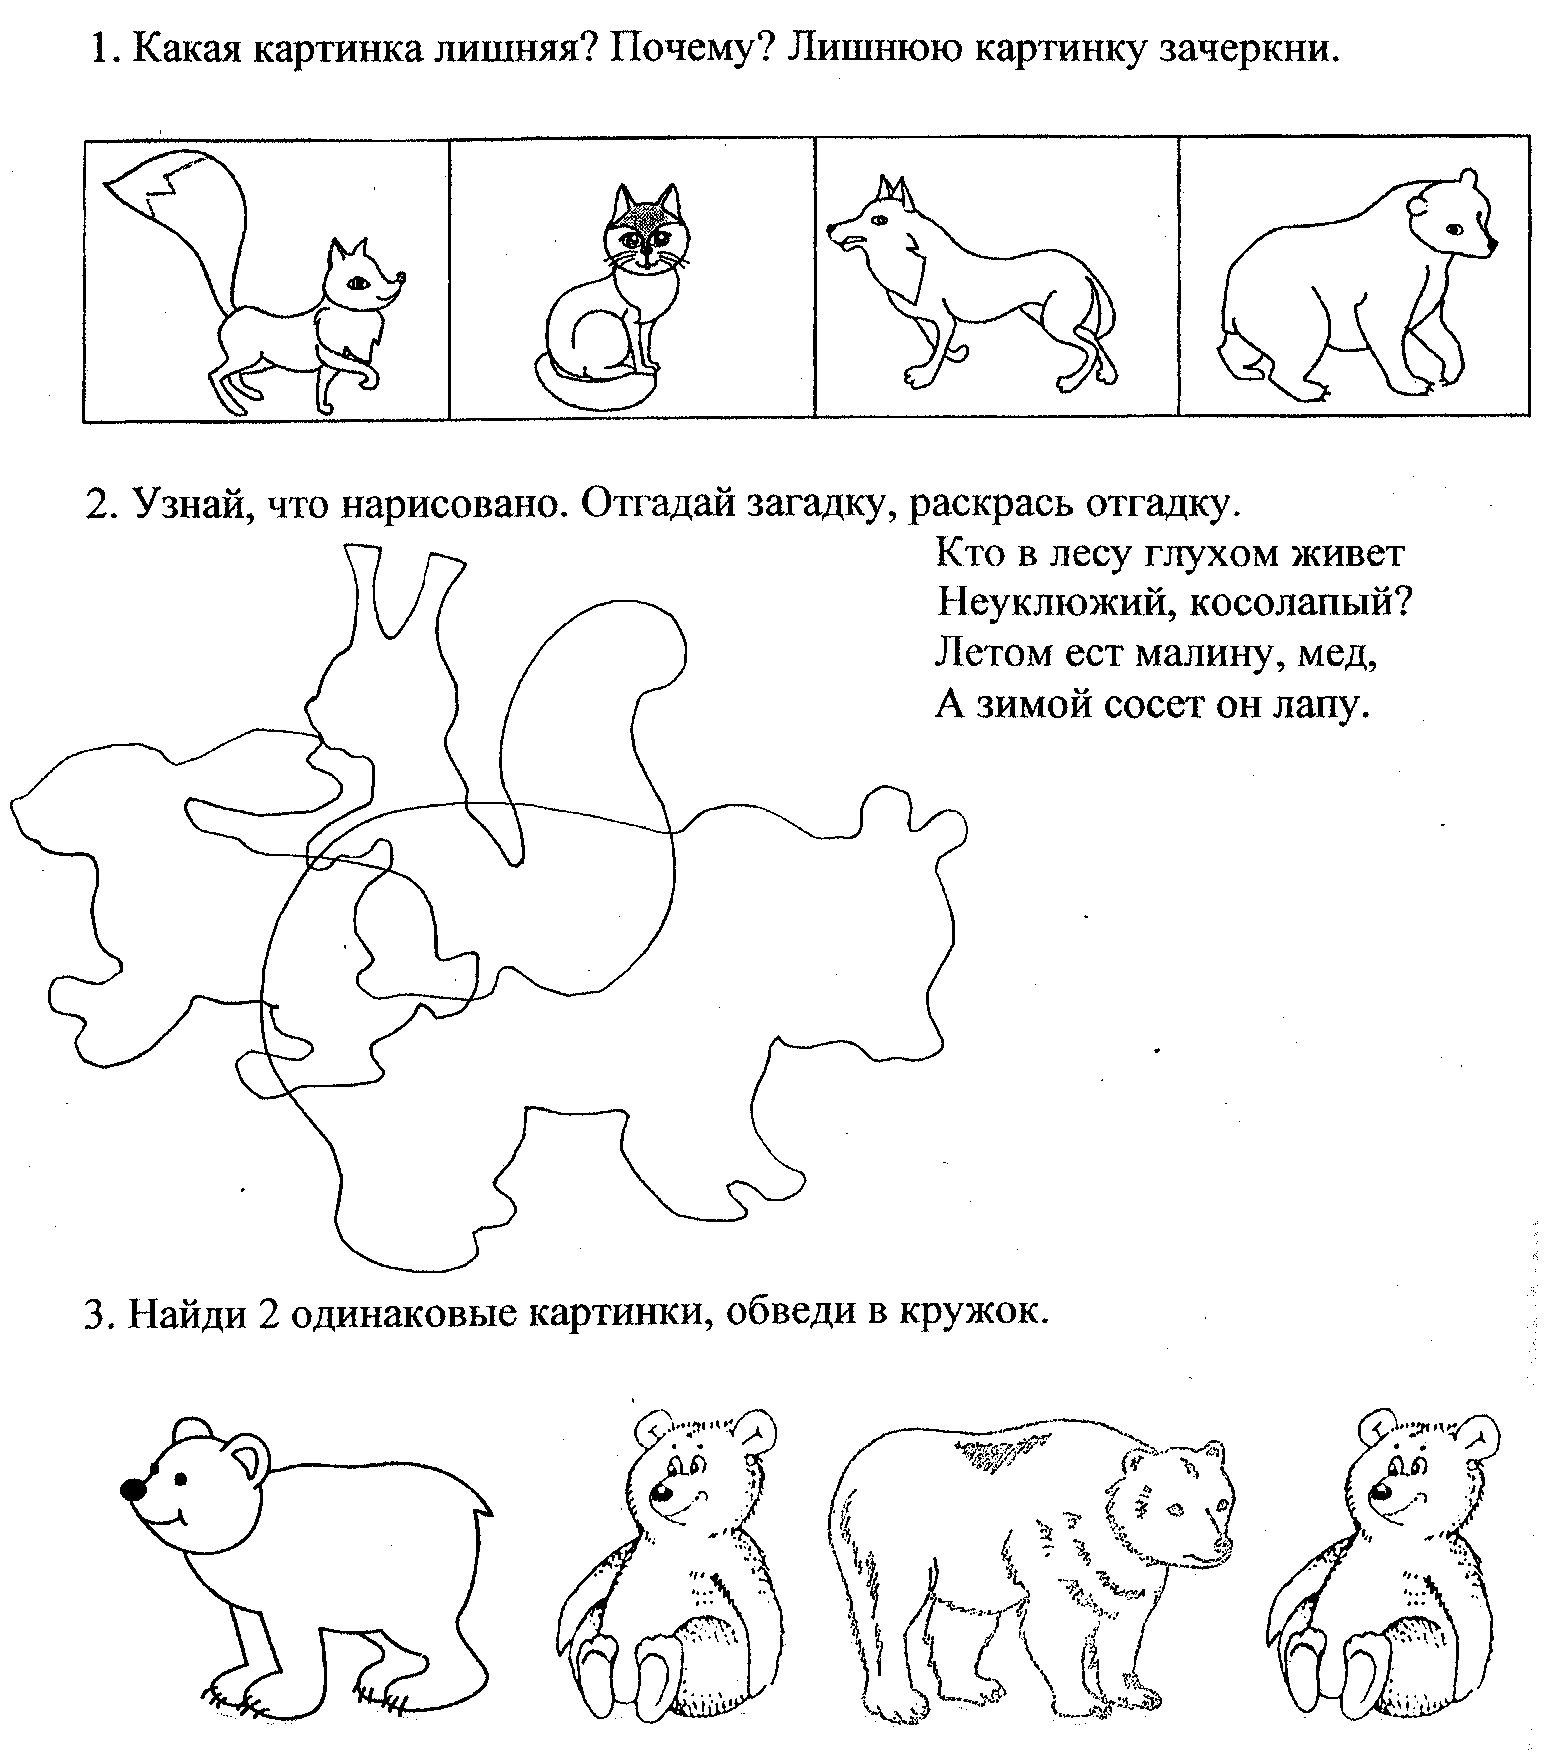 1. Какая картинка лишняя? Почему? Лишнюю картинку зачеркни.
2. Узнай, что нарисовано. Отгадай загадку, раскрась отгадку.
Кто в лесу глухом живет
Неуклюжий, косолапый?
Летом ест малину, мед,
А зимой сосет он лапу.
3. Найди 2 одинаковые картинки, обведи в кружок.